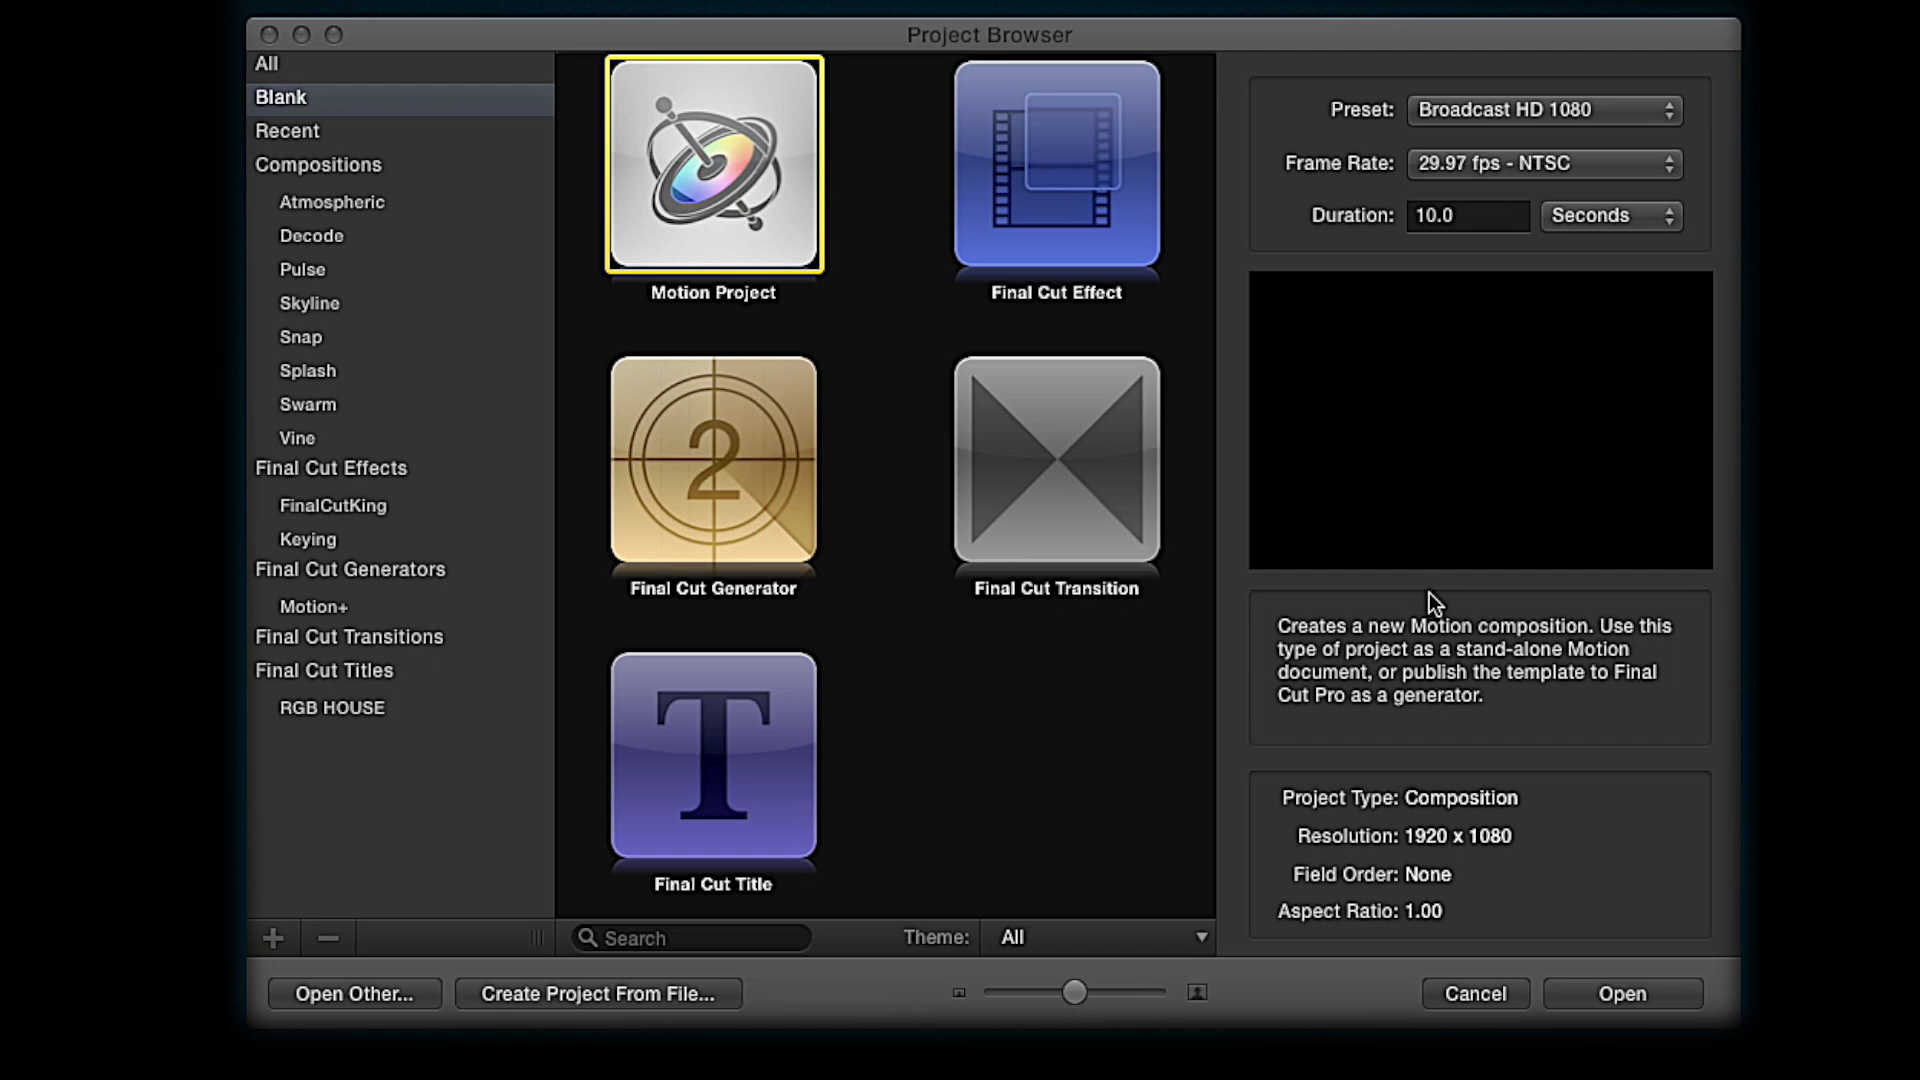 Project Browser
All
Blank
Recent
Compositions
Atmospheric
Decode
Pulse
Skyline
Snap
Splash
Swarm
Vine
Final Cut Effects
FinalCutKing
Keying
Final Cut Generators
Motion+
Final Cut Transitions
Final Cut Titles
RGB HOUSE
Motion Project
Final Cut Effect
2
Final Cut Generator
Final Cut Transition
T
Final Cut Title
Search
Theme: All
Preset: Broadcast HD 1080
Frame Rate: 29.97 fps - NTSC
Duration: 10.0 Seconds
Creates a new Motion composition. Use this
type of project as a stand-alone Motion
document, or publish the template to Final
Cut Pro as a generator.
Project Type: Composition
Resolution: 1920 x 1080
Field Order: None
Aspect Ratio: 1.00
Open Other...
Create Project From File...
Cancel
Open